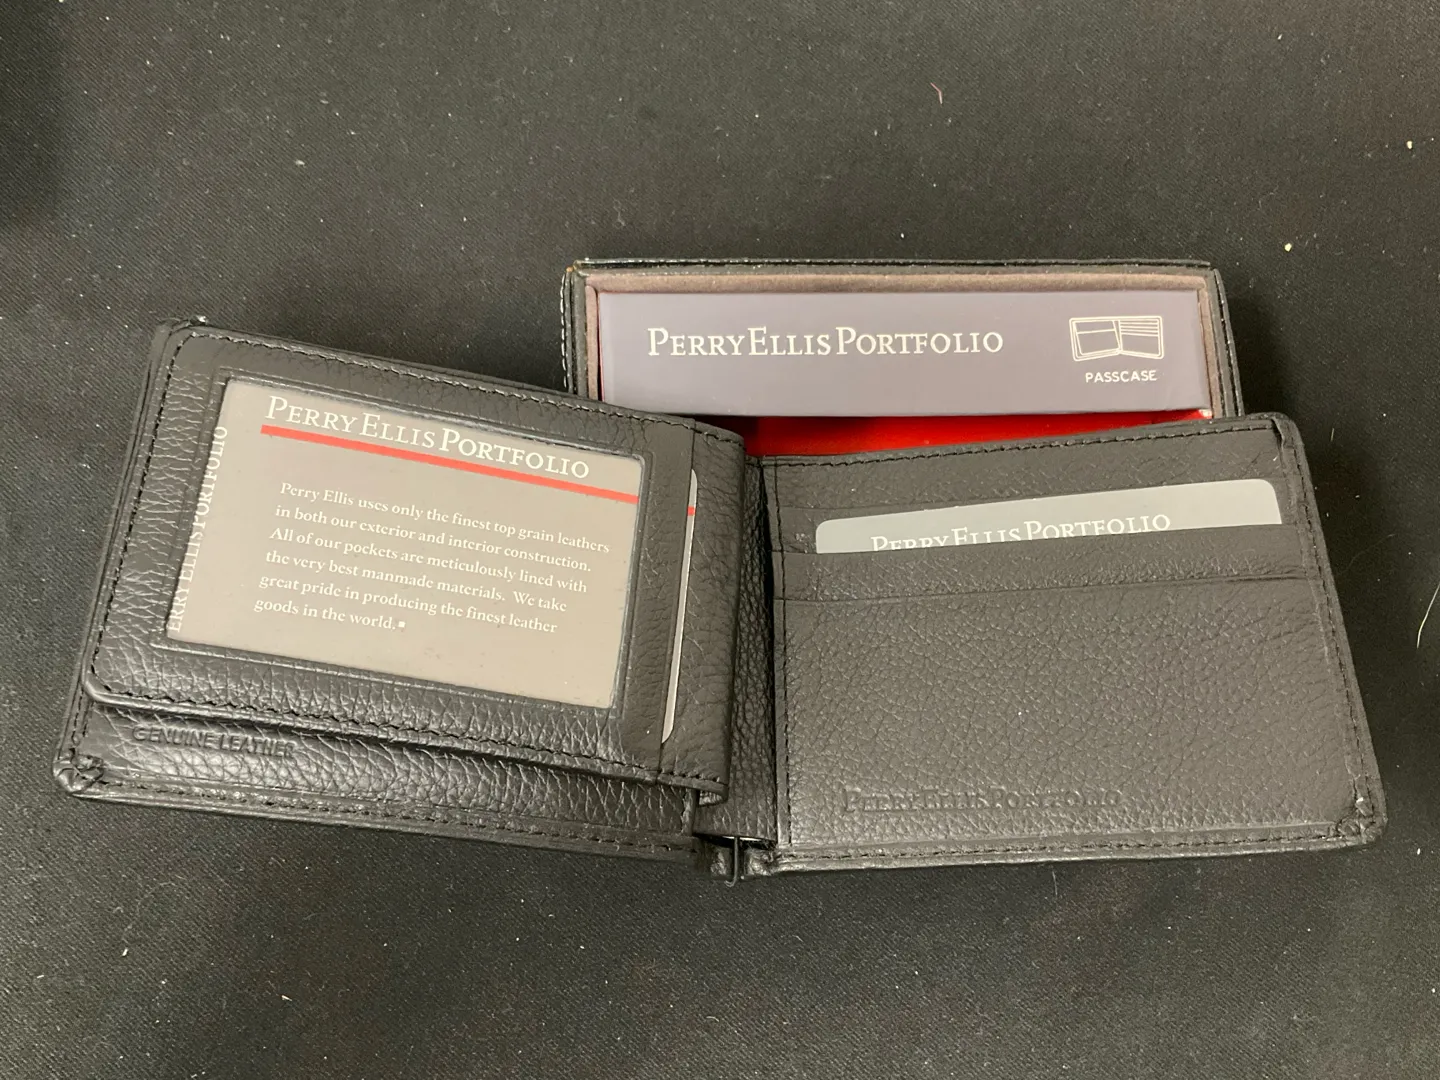 PERRY ELLIS PORTFOLIO
PASSCASE
PERRY ELLIS PORTFOLIO
Perry Ellis uses only the finest top grain leathers
in both our exterior and interior construction.
All of our pockets are meticulously lined with
the very best manmade materials. We take
great pride in producing the finest leather
goods in the world.
ERRY ELLIS PORTFOLIO
GENUINE LEATHER
PERRY ELLIS PORTFOLIO
PERRY ELLIS PORTFOLIO